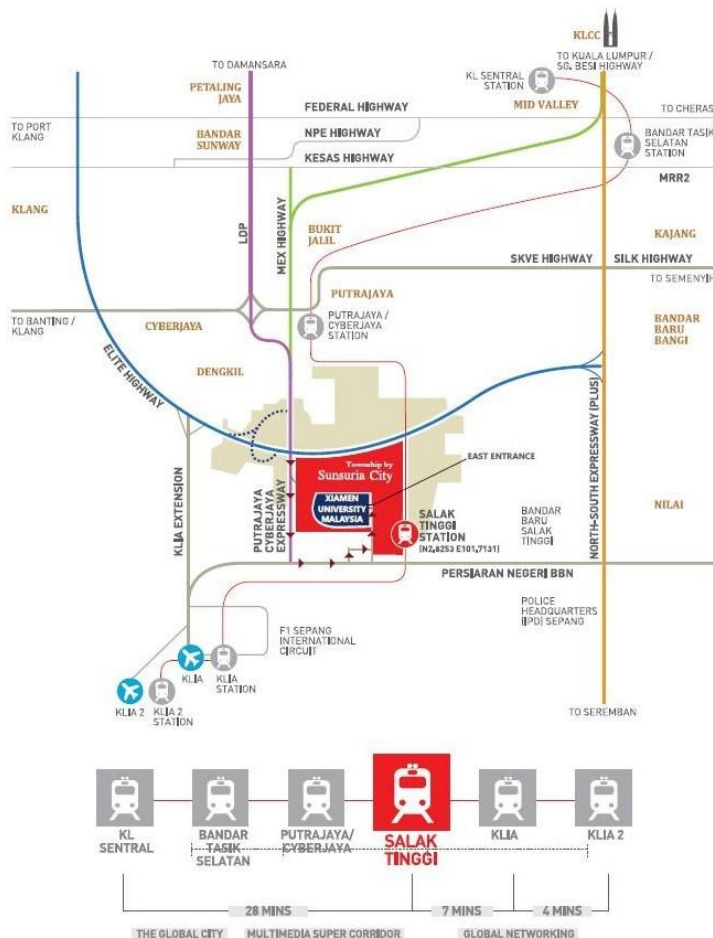 KLCC
TO DAMANSARA
TO KUALA LUMPUR /
SG. BESI HIGHWAY
KL SENTRAL
STATION
PETALING
JAYA
MID VALLEY
FEDERAL HIGHWAY
TO CHERAS
TO PORT
KLANG
BANDAR
SUNWAY
NPE HIGHWAY
BANDAR TASIK
SELATAN
STATION
KESAS HIGHWAY
MRR2
KLANG
LDP
MEX HIGHWAY
BUKIT
JALIL
KAJANG
SKVE HIGHWAY
SILK HIGHWAY
TO SEMENYIH
PUTRAJAYA
TO BANTING /
KLANG
CYBERJAYA
PUTRAJAYA /
CYBERJAYA
STATION
BANDAR
BARU
BANGI
ELITE HIGHWAY
DENGKIL
NORTH-SOUTH EXPRESSWAY (PLUS)
EAST ENTRANCE
Township by
Sunsuria City
XIAMEN
UNIVERSITY
MALAYSIA
KLIA EXTENSION
PUTRAJAYA
CYBERJAYA
EXPRESSWAY
SALAK
TINGGI
STATION
(N2.8253 E101.7131)
BANDAR
BARU
SALAK
TINGGI
NILAI
PERSIARAN NEGERI BBN
POLICE
HEADQUARTERS
(IPD) SEPANG
F1 SEPANG
INTERNATIONAL
CIRCUIT
KLIA
KLIA
STATION
KLIA 2
KLIA 2
STATION
TO SEREMBAN
KL
SENTRAL
BANDAR
TASIK
SELATAN
PUTRAJAYA/
CYBERJAYA
SALAK
TINGGI
KLIA
KLIA 2
28 MINS
7 MINS
4 MINS
THE GLOBAL CITY
MULTIMEDIA SUPER CORRIDOR
GLOBAL NETWORKING